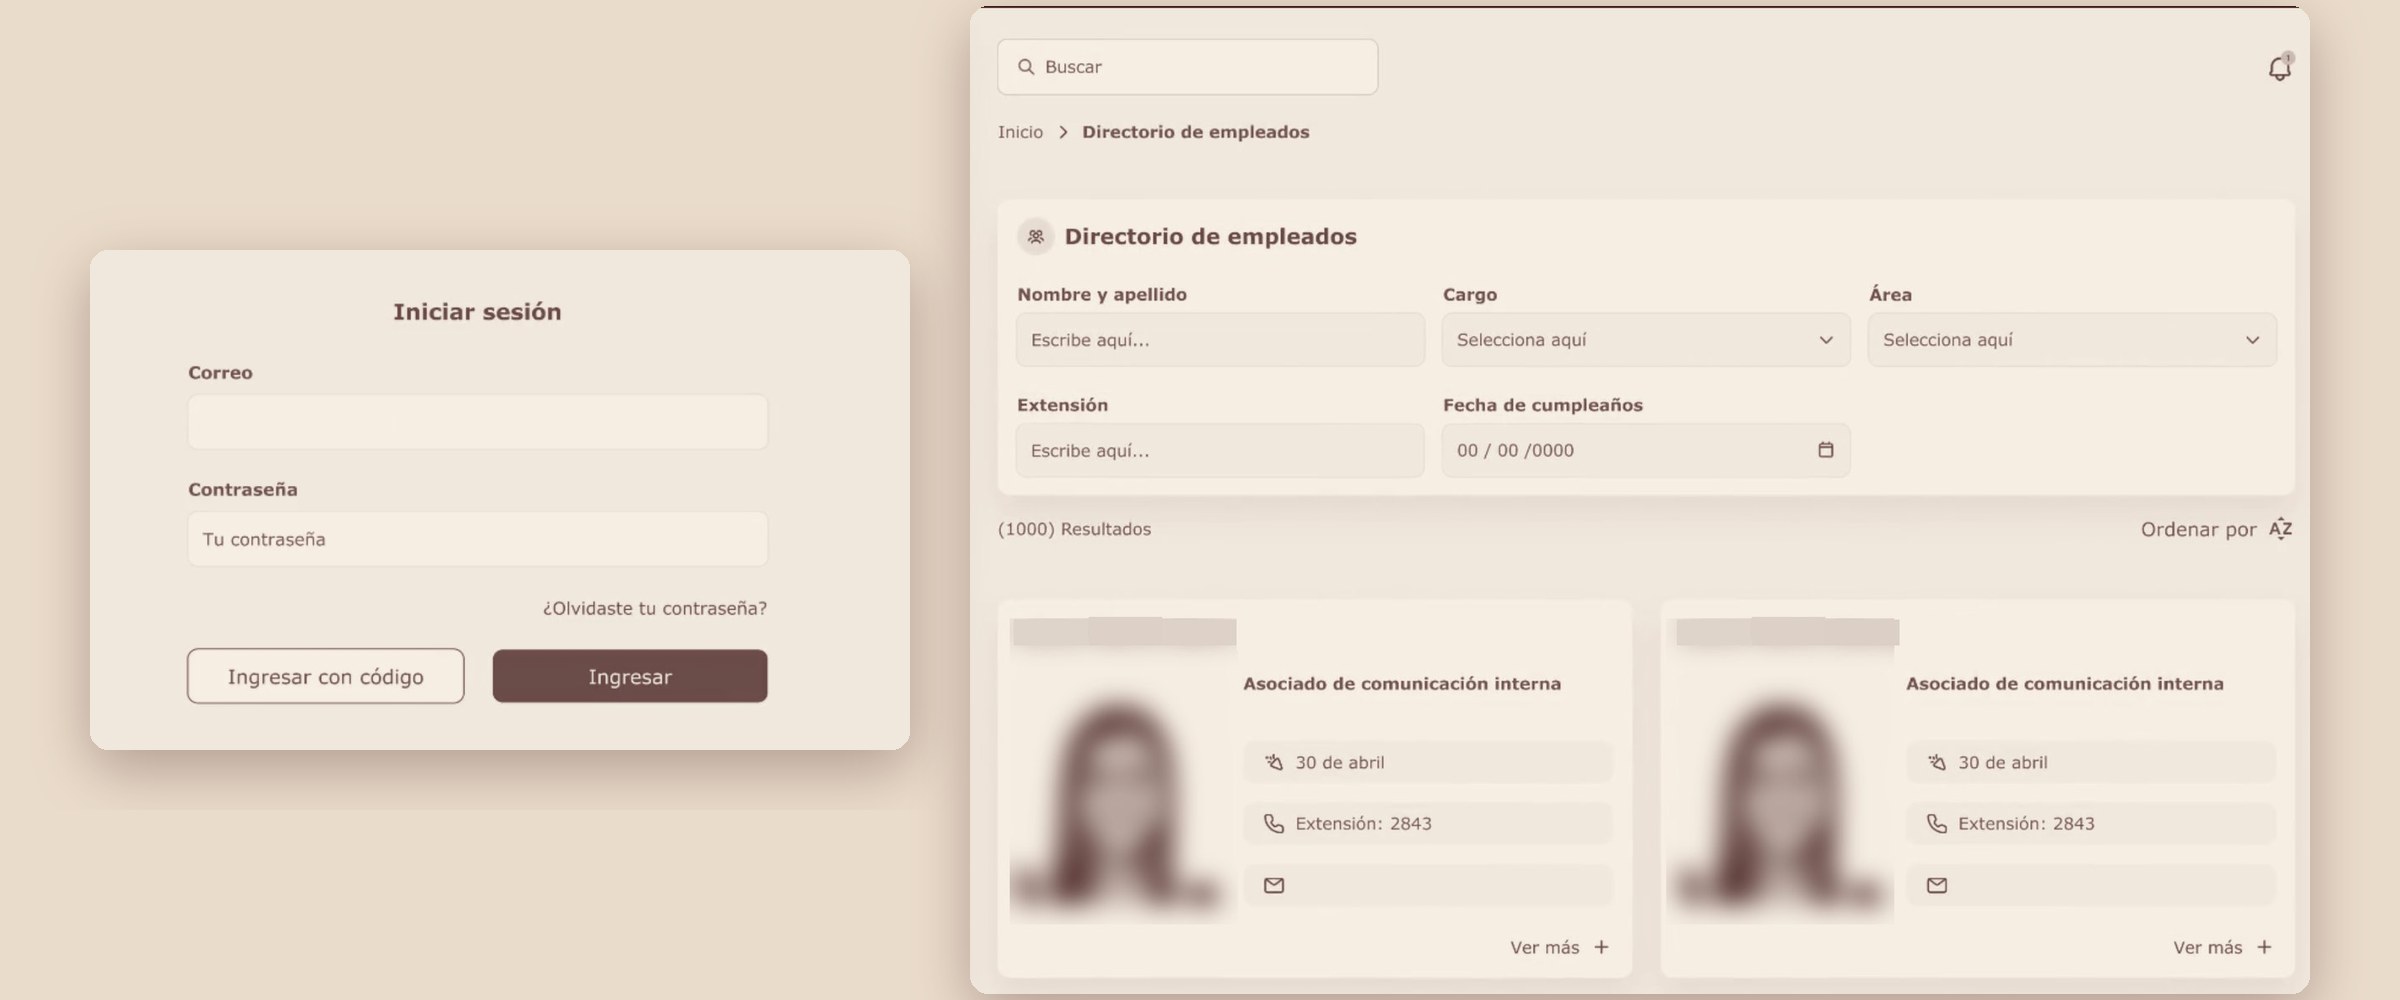 Iniciar sesión
Correo
Contraseña
Tu contraseña
¿Olvidaste tu contraseña?
Ingresar con código
Ingresar
Buscar
1
Inicio > Directorio de empleados
Directorio de empleados
Nombre y apellido
Cargo
Área
Escribe aquí...
Selecciona aquí
Selecciona aquí
Extensión
Fecha de cumpleaños
Escribe aquí...
00 / 00 /0000
(1000) Resultados
Ordenar por AZ
Asociado de comunicación interna
30 de abril
Extensión: 2843
Ver más +
Asociado de comunicación interna
30 de abril
Extensión: 2843
Ver más +